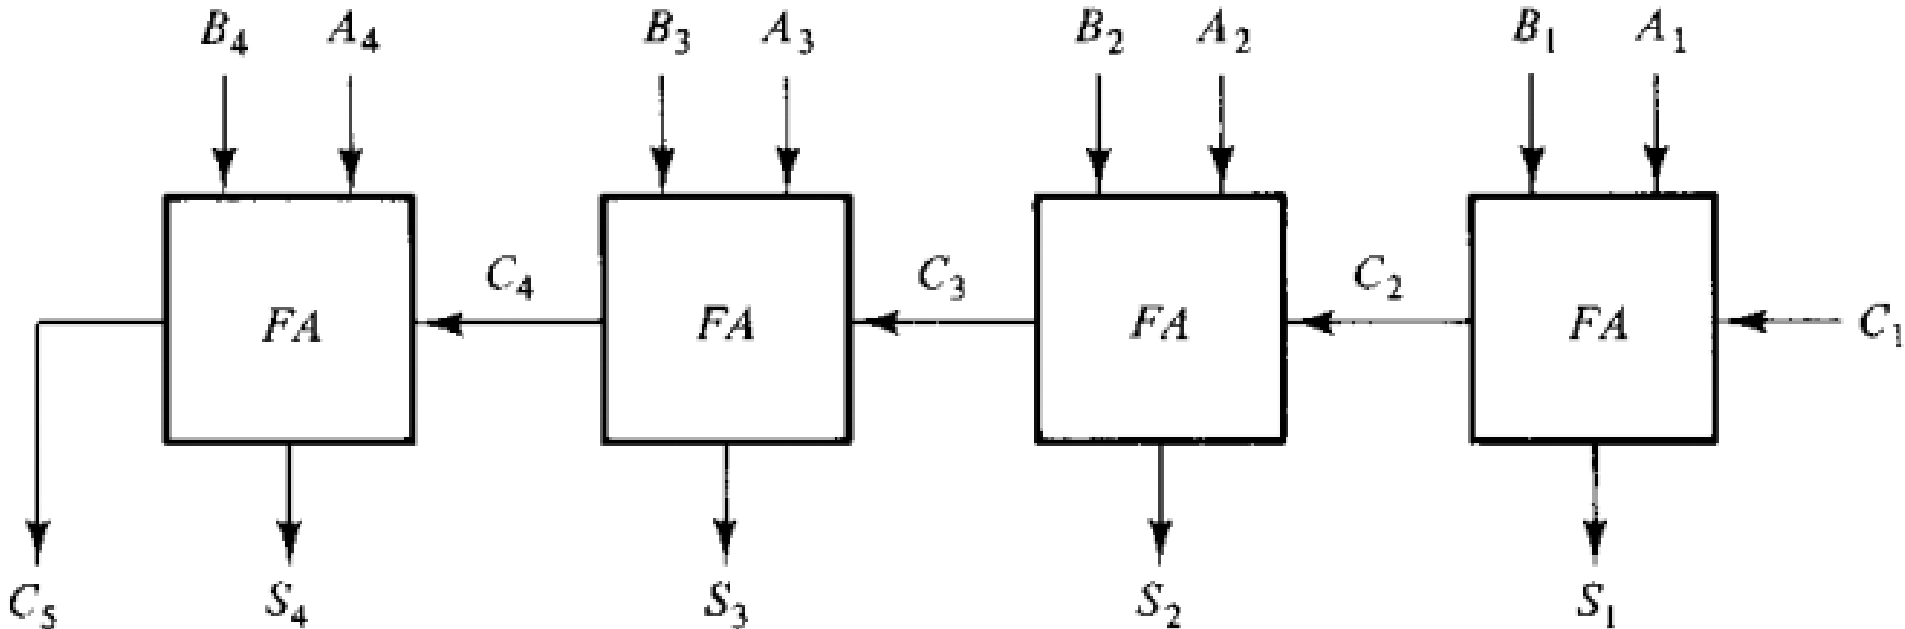 B₄ A₄ B₃ A₃ B₂ A₂ B₁ A₁
C₄ C₃ C₂
FA FA FA FA C₁
C₅ S₄ S₃ S₂ S₁